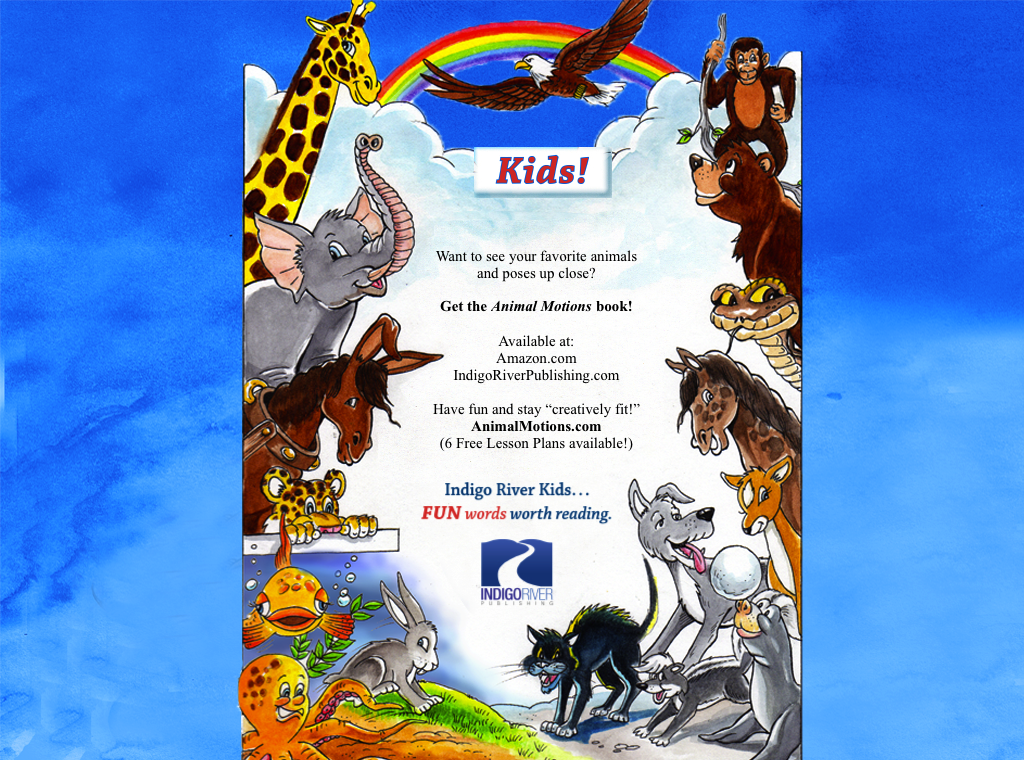 Kids!
Want to see your favorite animals
and poses up close?
Get the Animal Motions book!
Available at:
Amazon.com
IndigoRiverPublishing.com
Have fun and stay “creatively fit!”
AnimalMotions.com
(6 Free Lesson Plans available!)
Indigo River Kids…
FUN words worth reading.
INDIGORIVER
PUBLISHING